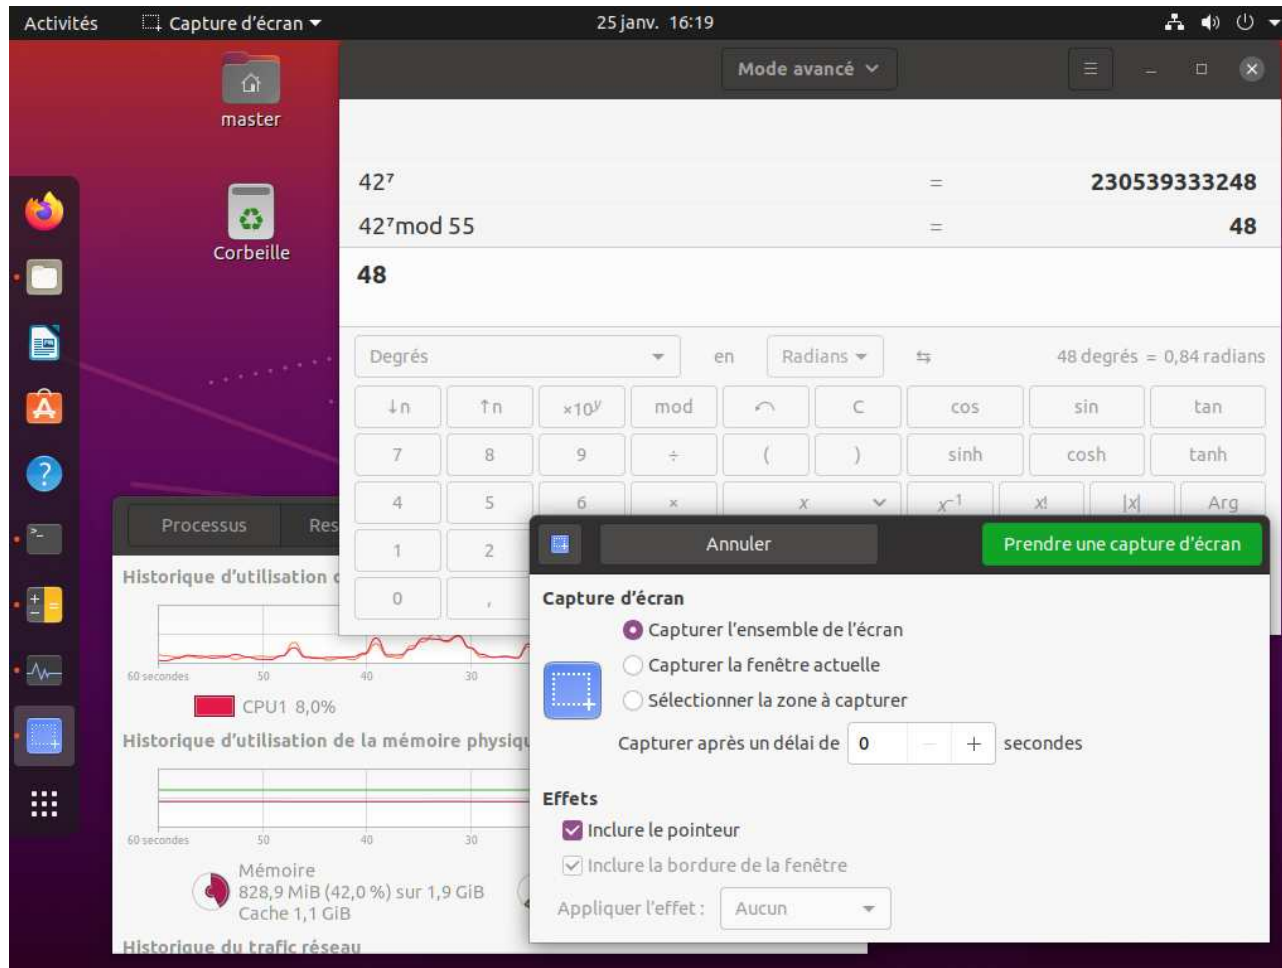 Activités
Capture d'écran
25 janv. 16:19
master
Corbeille
Mode avancé
42⁷ = 230539333248
42⁷mod 55 = 48
48
Degrés en Radians 48 degrés = 0,84 radians
↓n ↑n ×10ʸ mod C cos sin tan
7 8 9 ÷ ( ) sinh cosh tanh
4 5 6 × x x⁻¹ x! |x| Arg
1 2
0 ,
Processus
Historique d'utilisation
60 secondes 50 40 30
CPU1 8,0%
Historique d'utilisation de la mémoire
60 secondes 50 40 30
Mémoire
828,9 MiB (42,0 %) sur 1,9 GiB
Cache 1,1 GiB
Historique du trafic réseau
Annuler
Prendre une capture d'écran
Capture d'écran
Capturer l'ensemble de l'écran
Capturer la fenêtre actuelle
Sélectionner la zone à capturer
Capturer après un délai de 0 − + secondes
Effets
Inclure le pointeur
Inclure la bordure de la fenêtre
Appliquer l'effet : Aucun